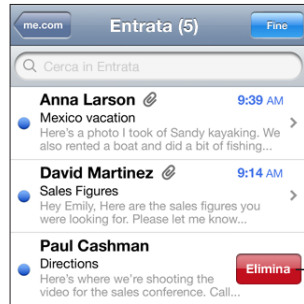 me.com
Entrata (5)
Fine
Cerca in Entrata
Anna Larson
9:39 AM
Mexico vacation
Here's a photo I took of Sandy kayaking. We
also rented a boat and did a bit of fishing...
David Martinez
9:14 AM
Sales Figures
Hey Emily, Here are the sales figures you
were looking for. Please let me know...
Paul Cashman
Directions
Elimina
Here's where we're shooting the
video for the sales conference. Call...